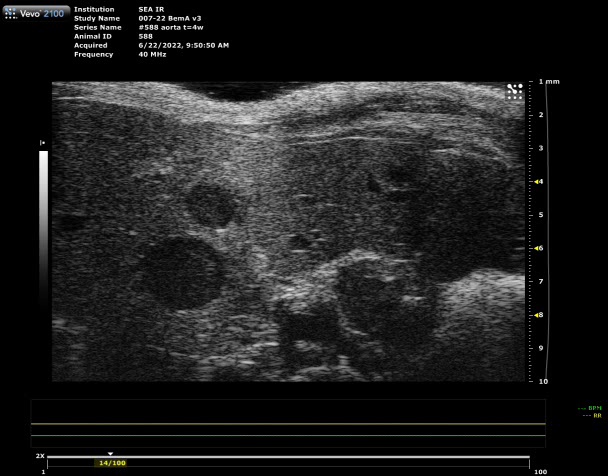 Vevo 2100
Institution SEA IR
Study Name 007-22 BemA v3
Series Name #588 aorta t=4w
Animal ID 588
Acquired 6/22/2022, 9:50:50 AM
Frequency 40 MHz
1 mm
2
3
4
5
6
7
8
9
10
--- BPM
--- RR
2X
14/100
1 100